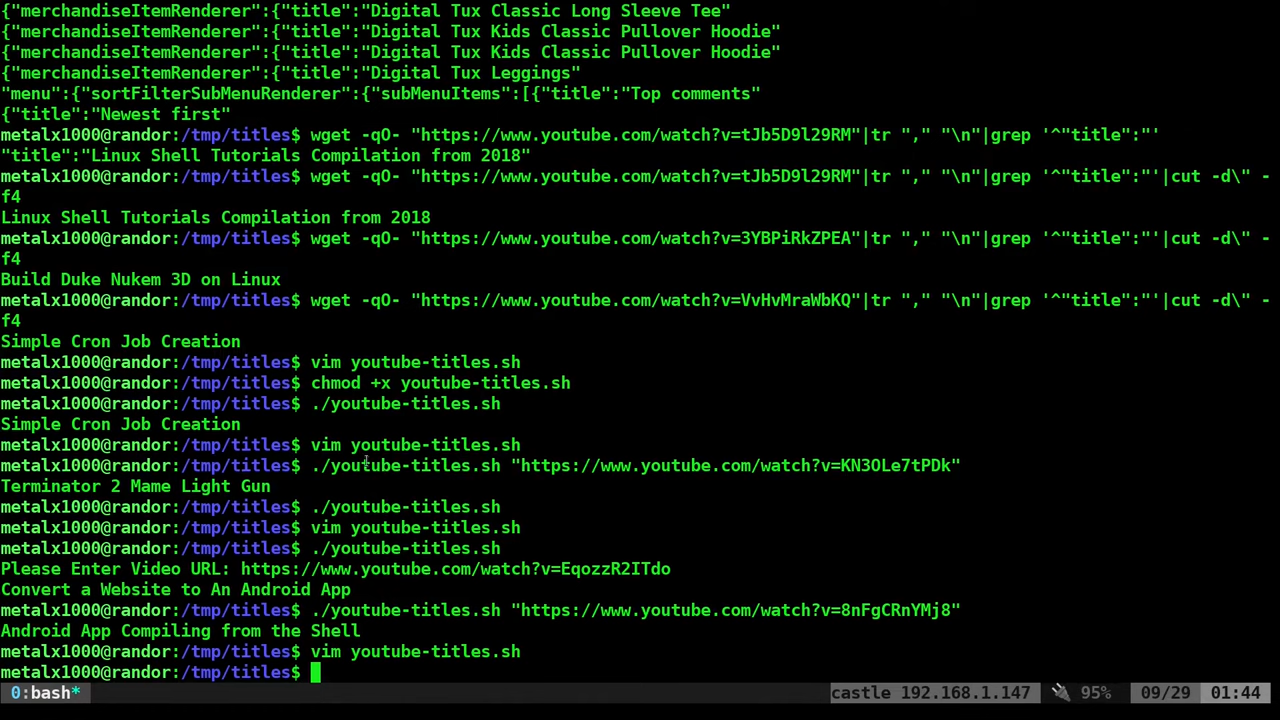 {"merchandiseItemRenderer":{"title":"Digital Tux Classic Long Sleeve Tee"
{"merchandiseItemRenderer":{"title":"Digital Tux Kids Classic Pullover Hoodie"
{"merchandiseItemRenderer":{"title":"Digital Tux Kids Classic Pullover Hoodie"
{"merchandiseItemRenderer":{"title":"Digital Tux Leggings"
"menu":{"sortFilterSubMenuRenderer":{"subMenuItems":[{"title":"Top comments"
{"title":"Newest first"
metalx1000@randor:/tmp/titles$ wget -qO- "https://www.youtube.com/watch?v=tJb5D9l29RM"|tr "," "\n"|grep '^"title":"'
"title":"Linux Shell Tutorials Compilation from 2018"
metalx1000@randor:/tmp/titles$ wget -qO- "https://www.youtube.com/watch?v=tJb5D9l29RM"|tr "," "\n"|grep '^"title":"'|cut -d\" -
f4
Linux Shell Tutorials Compilation from 2018
metalx1000@randor:/tmp/titles$ wget -qO- "https://www.youtube.com/watch?v=3YBPiRkZPEA"|tr "," "\n"|grep '^"title":"'|cut -d\" -
f4
Build Duke Nukem 3D on Linux
metalx1000@randor:/tmp/titles$ wget -qO- "https://www.youtube.com/watch?v=VvHvMraWbKQ"|tr "," "\n"|grep '^"title":"'|cut -d\" -
f4
Simple Cron Job Creation
metalx1000@randor:/tmp/titles$ vim youtube-titles.sh
metalx1000@randor:/tmp/titles$ chmod +x youtube-titles.sh
metalx1000@randor:/tmp/titles$ ./youtube-titles.sh
Simple Cron Job Creation
metalx1000@randor:/tmp/titles$ vim youtube-titles.sh
metalx1000@randor:/tmp/titles$ ./youtube-titles.sh "https://www.youtube.com/watch?v=KN3OLe7tPDk"
Terminator 2 Mame Light Gun
metalx1000@randor:/tmp/titles$ ./youtube-titles.sh
metalx1000@randor:/tmp/titles$ vim youtube-titles.sh
metalx1000@randor:/tmp/titles$ ./youtube-titles.sh
Please Enter Video URL: https://www.youtube.com/watch?v=EqozzR2ITdo
Convert a Website to An Android App
metalx1000@randor:/tmp/titles$ ./youtube-titles.sh "https://www.youtube.com/watch?v=8nFgCRnYMj8"
Android App Compiling from the Shell
metalx1000@randor:/tmp/titles$ vim youtube-titles.sh
metalx1000@randor:/tmp/titles$
0:bash* castle 192.168.1.147 🔌 95% 09/29 01:44